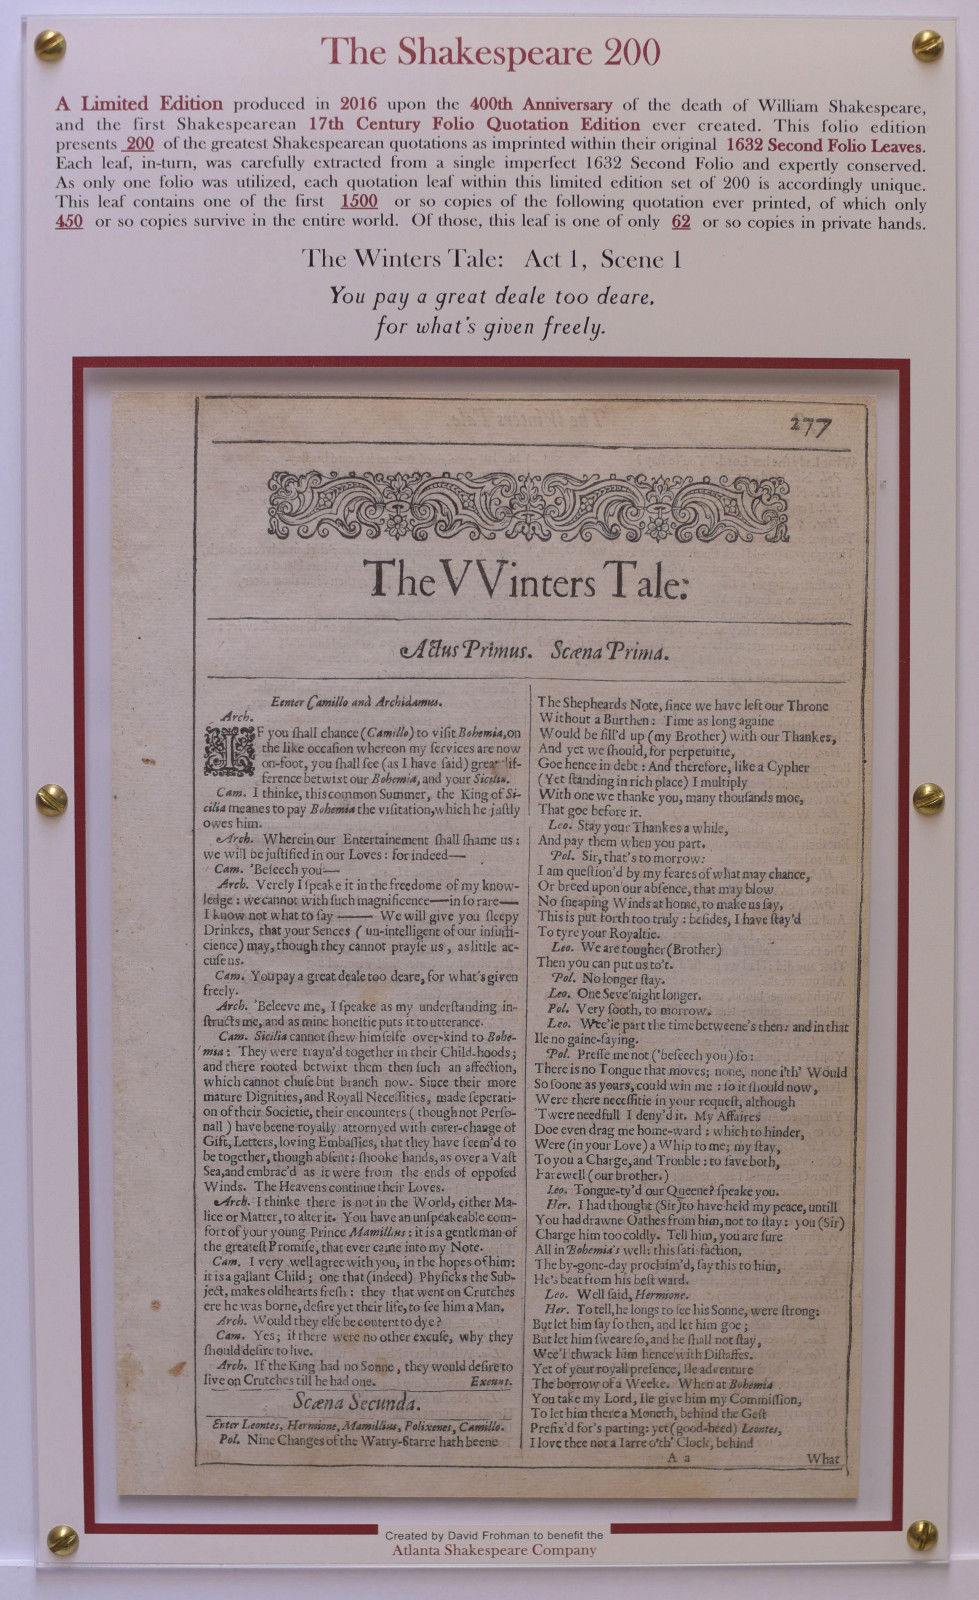 The Shakespeare 200
A Limited Edition produced in 2016 upon the 400th Anniversary of the death of William Shakespeare,
and the first Shakespearean 17th Century Folio Quotation Edition ever created. This folio edition
presents 200 of the greatest Shakespearean quotations as imprinted within their original 1632 Second Folio Leaves.
Each leaf, in-turn, was carefully extracted from a single imperfect 1632 Second Folio and expertly conserved.
As only one folio was utilized, each quotation leaf within this limited edition set of 200 is accordingly unique.
This leaf contains one of the first 1500 or so copies of the following quotation ever printed, of which only
450 or so copies survive in the entire world. Of those, this leaf is one of only 62 or so copies in private hands.
The Winters Tale: Act 1, Scene 1
You pay a great deale too deare.
for what's given freely.
277
The VVinters Tale:
Actus Primus. Scæna Prima.
Eenter Camillo and Archidamus.
Arch.
IF you ſhall chance (Camillo) to viſit Bohemia, on
the like occaſion whereon my ſervices are now
on-foot, you ſhall ſee (as I have ſaid) great dif-
ference betwixt our Bohemia, and your Sicilia.
Cam. I thinke, this common Summer, the King of Si-
cilia meanes to pay Bohemia the viſitation, which he juſtly
owes him.
Arch. Wherein our Entertainement ſhall ſhame us:
we will be juſtified in our Loves: for indeed—
Cam. 'Beſeech you—
Arch. Verely I ſpeake it in the freedome of my know-
ledge: we cannot with ſuch magnificence—in ſo rare—
I know not what to ſay —— We will give you ſleepy
Drinkes, that your Sences ( un-intelligent of our inſuffi-
cience) may, though they cannot prayſe us, as little ac-
cuſe us.
Cam. You pay a great deale too deare, for what's given
freely.
Arch. 'Beleeve me, I ſpeake as my underſtanding in-
ſtructs me, and as mine honeſtie puts it to utterance.
Cam. Sicilia cannot ſhew himſelfe over-kind to Bohe-
mia: They were trayn'd together in their Child-hoods;
and there rooted betwixt them then ſuch an affection,
which cannot chuſe but branch now. Since their more
mature Dignities, and Royall Neceſſities, made ſeperati-
on of their Societie, their encounters ( though not Perſo-
nall ) have beene royally attornyed with enter-change of
Gift, Letters, loving Embaſſies, that they have ſeem'd to
be together, though abſent: ſhooke hands, as over a Vaſt
Sea, and embrac'd as it were from the ends of oppoſed
Winds. The Heavens continue their Loves.
Arch. I thinke there is not in the World, either Ma-
lice or Matter, to alter it. You have an unſpeakeable com-
fort of your young Prince Mamillius: it is a gentleman of
the greateſt Promiſe, that ever came into my Note.
Cam. I very well agree with you, in the hopes of him:
it is a gallant Child; one that (indeed) Phyſicks the Sub-
ject, makes old hearts freſh: they that went on Crutches
ere he was borne, deſire yet their life, to ſee him a Man.
Arch. Would they elſe be content to dye?
Cam. Yes; if there were no other excuſe, why they
ſhould deſire to live.
Arch. If the King had no Sonne, they would deſire to
live on Crutches till he had one. Exeunt.
Scæna Secunda.
Enter Leontes, Hermione, Mamillius, Polixenes, Camillo.
Pol. Nine Changes of the Watry-Starre hath beene
The Shepheards Note, ſince we have left our Throne
Without a Burthen: Time as long againe
Would be fill'd up (my Brother) with our Thankes,
And yet we ſhould, for perpetuitie,
Goe hence in debt: And therefore, like a Cypher
(Yet ſtanding in rich place) I multiply
With one we thank you, many thouſands moe,
That goe before it.
Leo. Stay your Thankes a while,
And pay them when you part.
Pol. Sir, that's to morrow:
I am queſtion'd by my feares of what may chance,
Or breed upon our abſence, that may blow
No ſneaping Winds at home, to make us ſay,
This is put forth too truly: beſides, I have ſtay'd
To tyre your Royaltie.
Leo. We are tougher (Brother)
Then you can put us to't.
Pol. No longer ſtay.
Leo. One Seve'night longer.
Pol. Very ſooth, to morrow.
Leo. Wee'le part the time betweene's then: and in that
Ile no gaine-ſaying.
Pol. Preſſe me not ('beſeech you) ſo:
There is no Tongue that moves; none, none i'th' World
So ſoone as yours, could win me: ſo it ſhould now,
Were there neceſſitie in your requeſt, although
'Twere needfull I deny'd it. My Affaires
Doe even drag me home-ward: which to hinder,
Were (in your Love) a Whip to me; my ſtay,
To you a Charge, and Trouble: to ſave both,
Farewell (our brother.)
Leo. Tongue-ty'd our Queene? ſpeake you.
Her. I had thought (Sir) to have held my peace, untill
You had drawne Oathes from him, not to ſtay: you (Sir)
Charge him too coldly. Tell him, you are ſure
All in Bohemia's well: this ſatisfaction,
The by-gone-day proclaim'd, ſay this to him,
He's beat from his beſt ward.
Leo. Well ſaid, Hermione.
Her. To tell, he longs to ſee his Sonne, were ſtrong:
But let him ſay ſo then, and let him goe;
But let him ſweare ſo, and he ſhall not ſtay,
Wee'l thwack him hence with Diſtaffes.
Yet of your royall preſence, Ile adventure
The borrow of a Weeke. When at Bohemia
You take my Lord, Ile give him my Commiſſion,
To let him there a Moneth, behind the Geſt
Prefix'd for's parting: yet (good-heed) Leontes,
I love thee not a Iarre o'th' Clock, behind
A a What
Created by David Frohman to benefit the
Atlanta Shakespeare Company